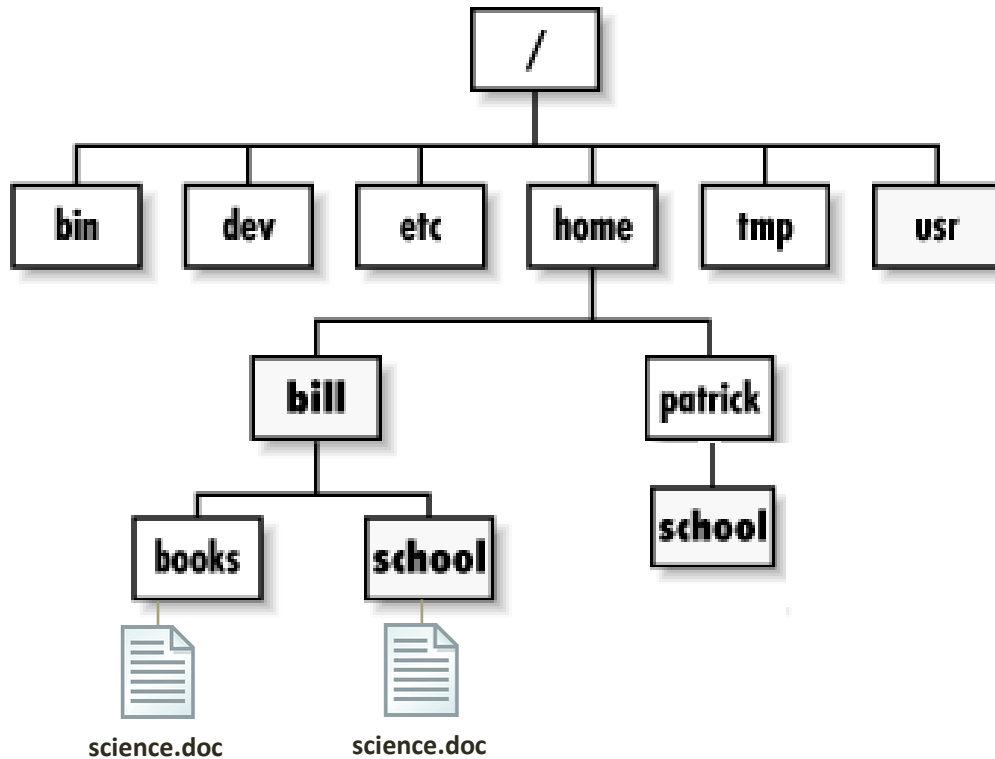 /
bin dev etc home tmp usr
bill patrick
books school school
science.doc science.doc